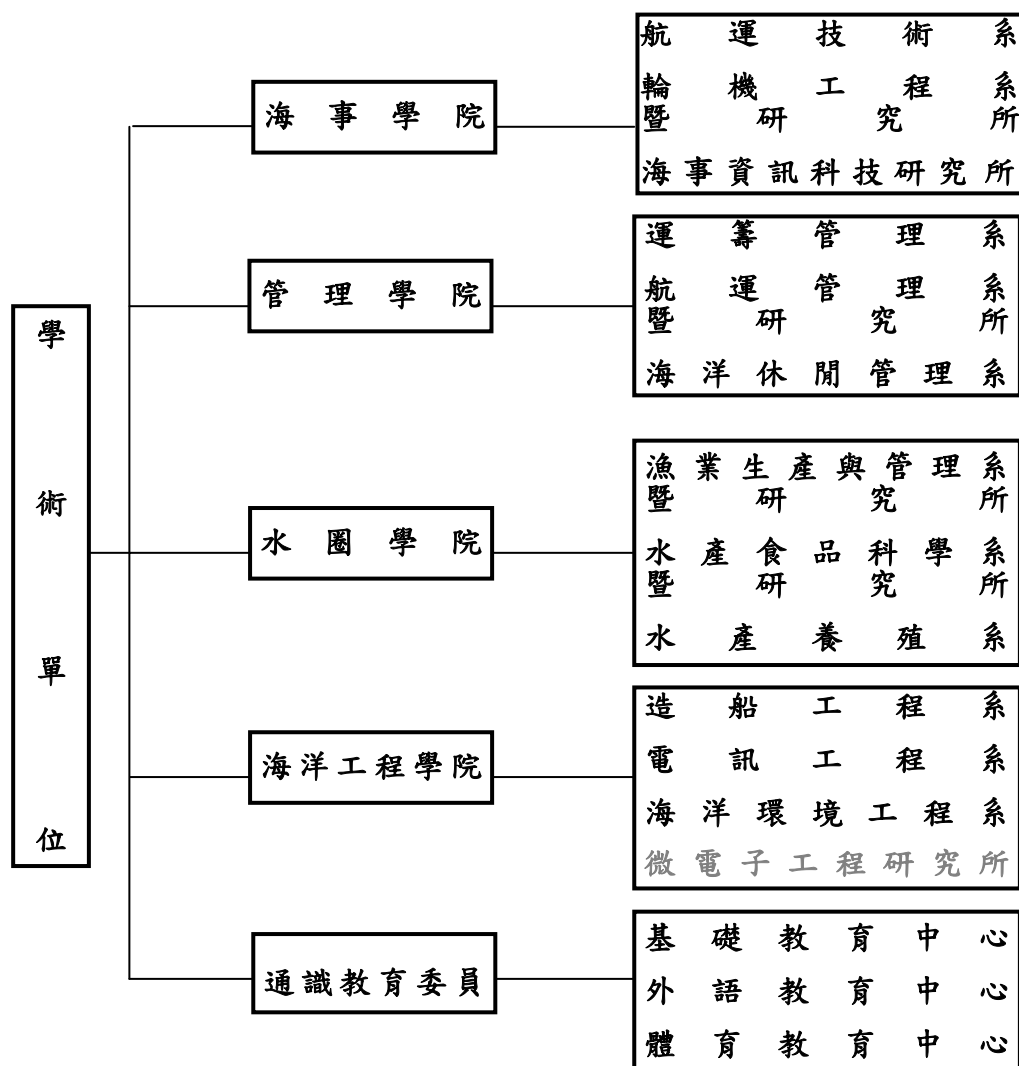 學術單位
海事學院
航運技術系
輪機工程系
暨研究所
海事資訊科技研究所
管理學院
運籌管理系
航運管理系
暨研究所
海洋休閒管理系
水圈學院
漁業生產與管理系
暨研究所
水產食品科學系
暨研究所
水產養殖系
海洋工程學院
造船工程系
電訊工程系
海洋環境工程系
微電子工程研究所
通識教育委員
基礎教育中心
外語教育中心
體育教育中心